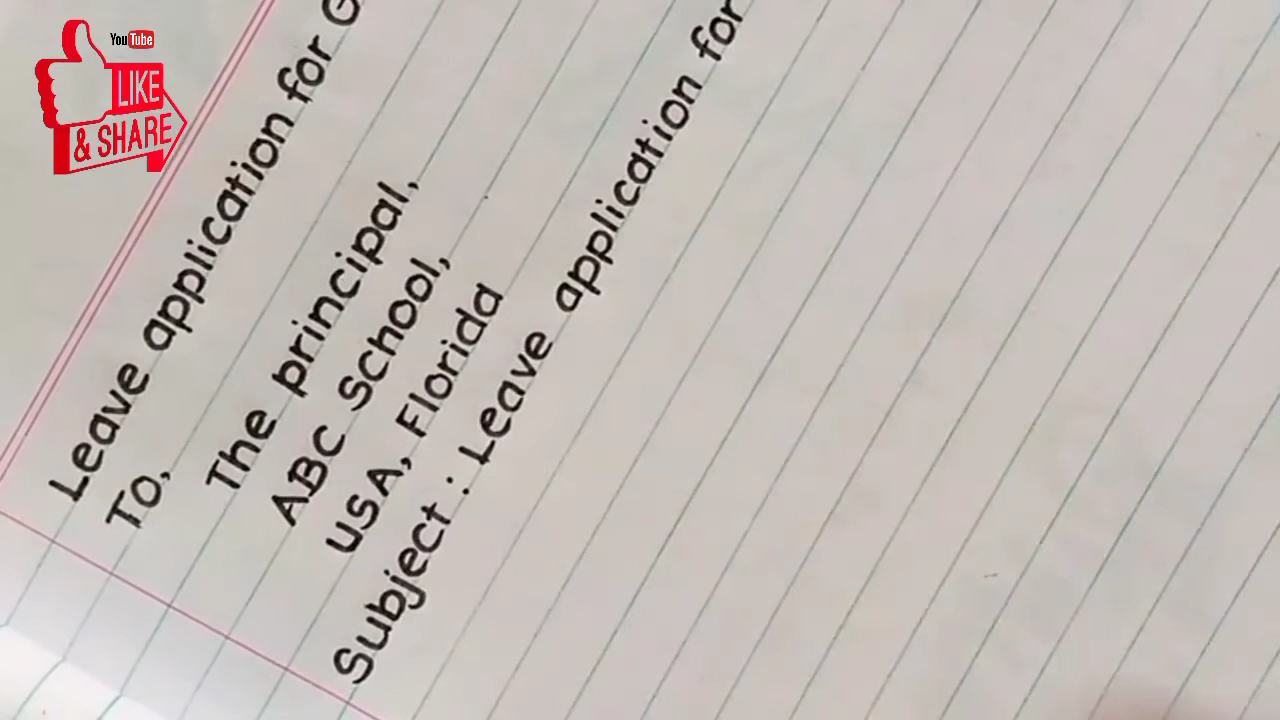 YouTube
LIKE
& SHARE
Leave application for G
To,
The principal,
ABC School,
USA, Florida
Subject : Leave application for